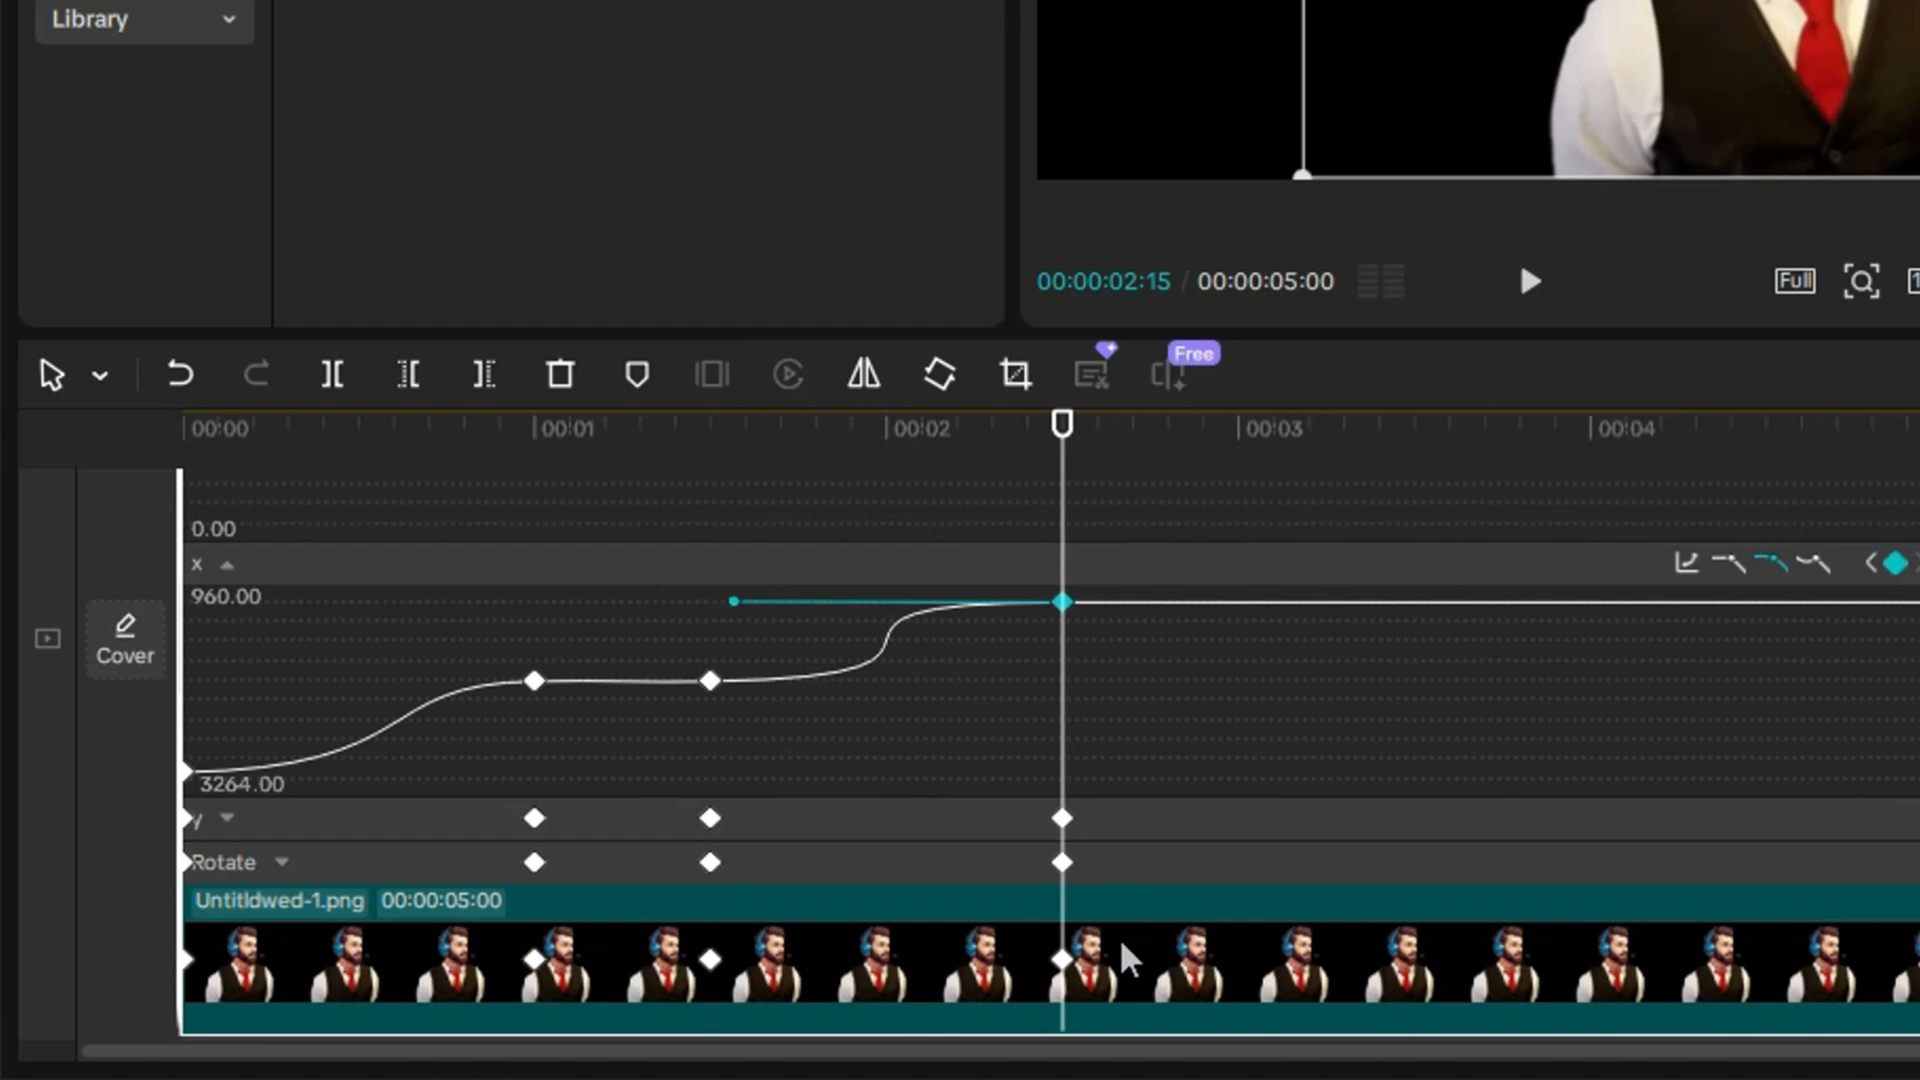 Library
00:00:02:15 / 00:00:05:00
Full
Free
00:00 00:01 00:02 00:03 00:04
0.00
x
960.00
Cover
3264.00
y
Rotate
Untitldwed-1.png 00:00:05:00